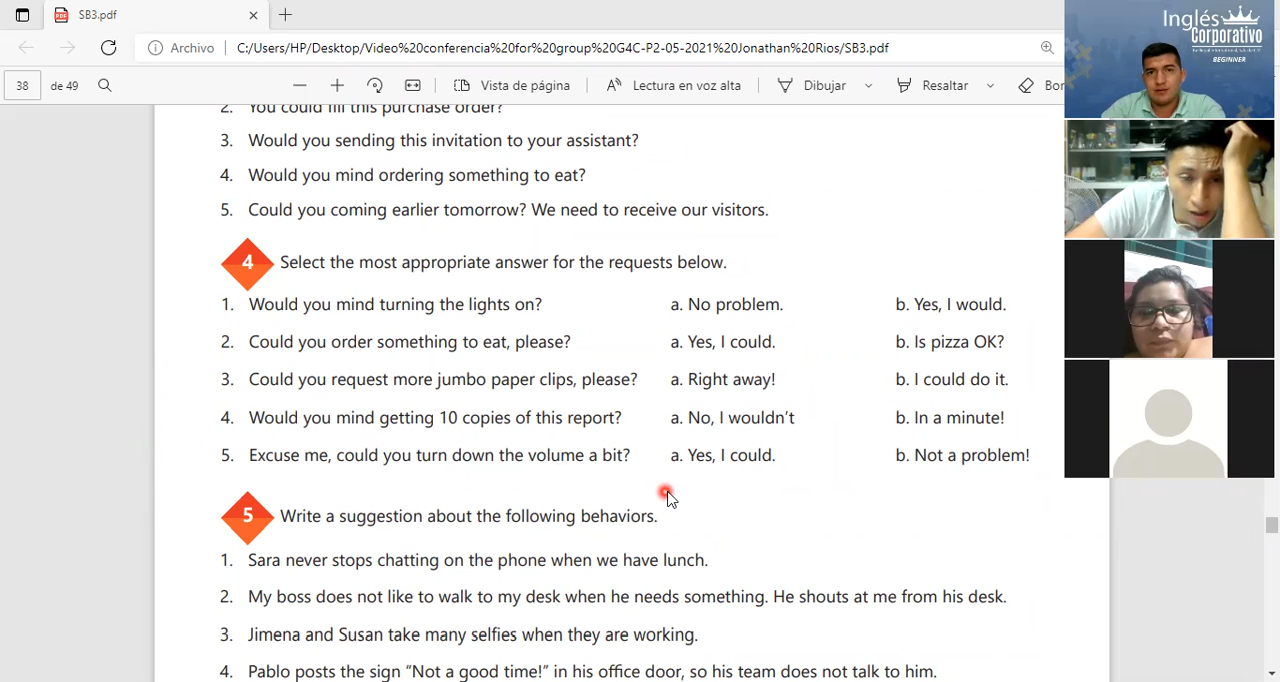 SB3.pdf
Archivo C:/Users/HP/Desktop/Video%20conferencia%20for%20group%20G4C-P2-05-2021%20Jonathan%20Rios/SB3.pdf
38 de 49 Vista de página Lectura en voz alta Dibujar Resaltar Bor
Inglés
Corporativo
BEGINNER
2. You could fill this purchase order?
3. Would you sending this invitation to your assistant?
4. Would you mind ordering something to eat?
5. Could you coming earlier tomorrow? We need to receive our visitors.
4 Select the most appropriate answer for the requests below.
1. Would you mind turning the lights on? a. No problem. b. Yes, I would.
2. Could you order something to eat, please? a. Yes, I could. b. Is pizza OK?
3. Could you request more jumbo paper clips, please? a. Right away! b. I could do it.
4. Would you mind getting 10 copies of this report? a. No, I wouldn't b. In a minute!
5. Excuse me, could you turn down the volume a bit? a. Yes, I could. b. Not a problem!
5 Write a suggestion about the following behaviors.
1. Sara never stops chatting on the phone when we have lunch.
2. My boss does not like to walk to my desk when he needs something. He shouts at me from his desk.
3. Jimena and Susan take many selfies when they are working.
4. Pablo posts the sign “Not a good time!” in his office door, so his team does not talk to him.